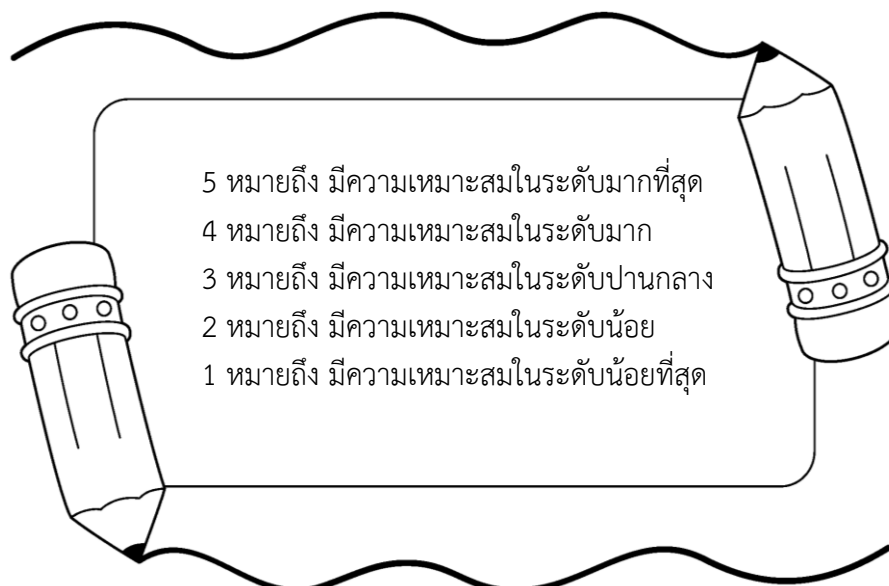 5 หมายถึง มีความเหมาะสมในระดับมากที่สุด
4 หมายถึง มีความเหมาะสมในระดับมาก
3 หมายถึง มีความเหมาะสมในระดับปานกลาง
2 หมายถึง มีความเหมาะสมในระดับน้อย
1 หมายถึง มีความเหมาะสมในระดับน้อยที่สุด